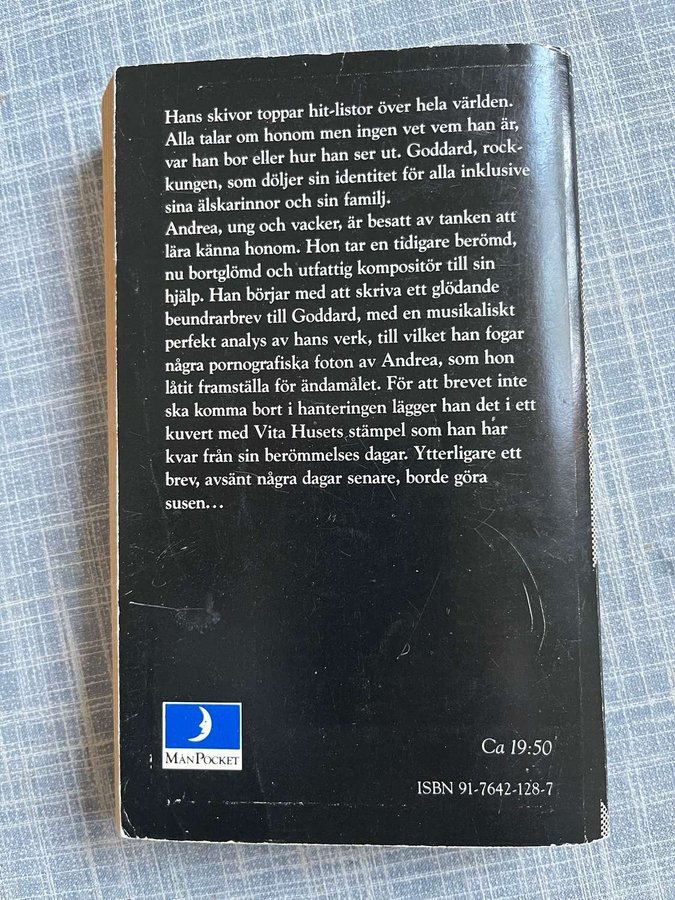 Hans skivor toppar hit-listor över hela världen.
Alla talar om honom men ingen vet vem han är,
var han bor eller hur han ser ut. Goddard, rock-
kungen, som döljer sin identitet för alla inklusive
sina älskarinnor och sin familj.
Andrea, ung och vacker, är besatt av tanken att
lära känna honom. Hon tar en tidigare berömd,
nu bortglömd och utfattig kompositör till sin
hjälp. Han börjar med att skriva ett glödande
beundrarbrev till Goddard, med en musikaliskt
perfekt analys av hans verk, till vilket han fogar
några pornografiska foton av Andrea, som hon
låtit framställa för ändamålet. För att brevet inte
ska komma bort i hanteringen lägger han det i ett
kuvert med Vita Husets stämpel som han har
kvar från sin berömmelses dagar. Ytterligare ett
brev, avsänt några dagar senare, borde göra
susen...
MÅNPOCKET
Ca 19:50
ISBN 91-7642-128-7